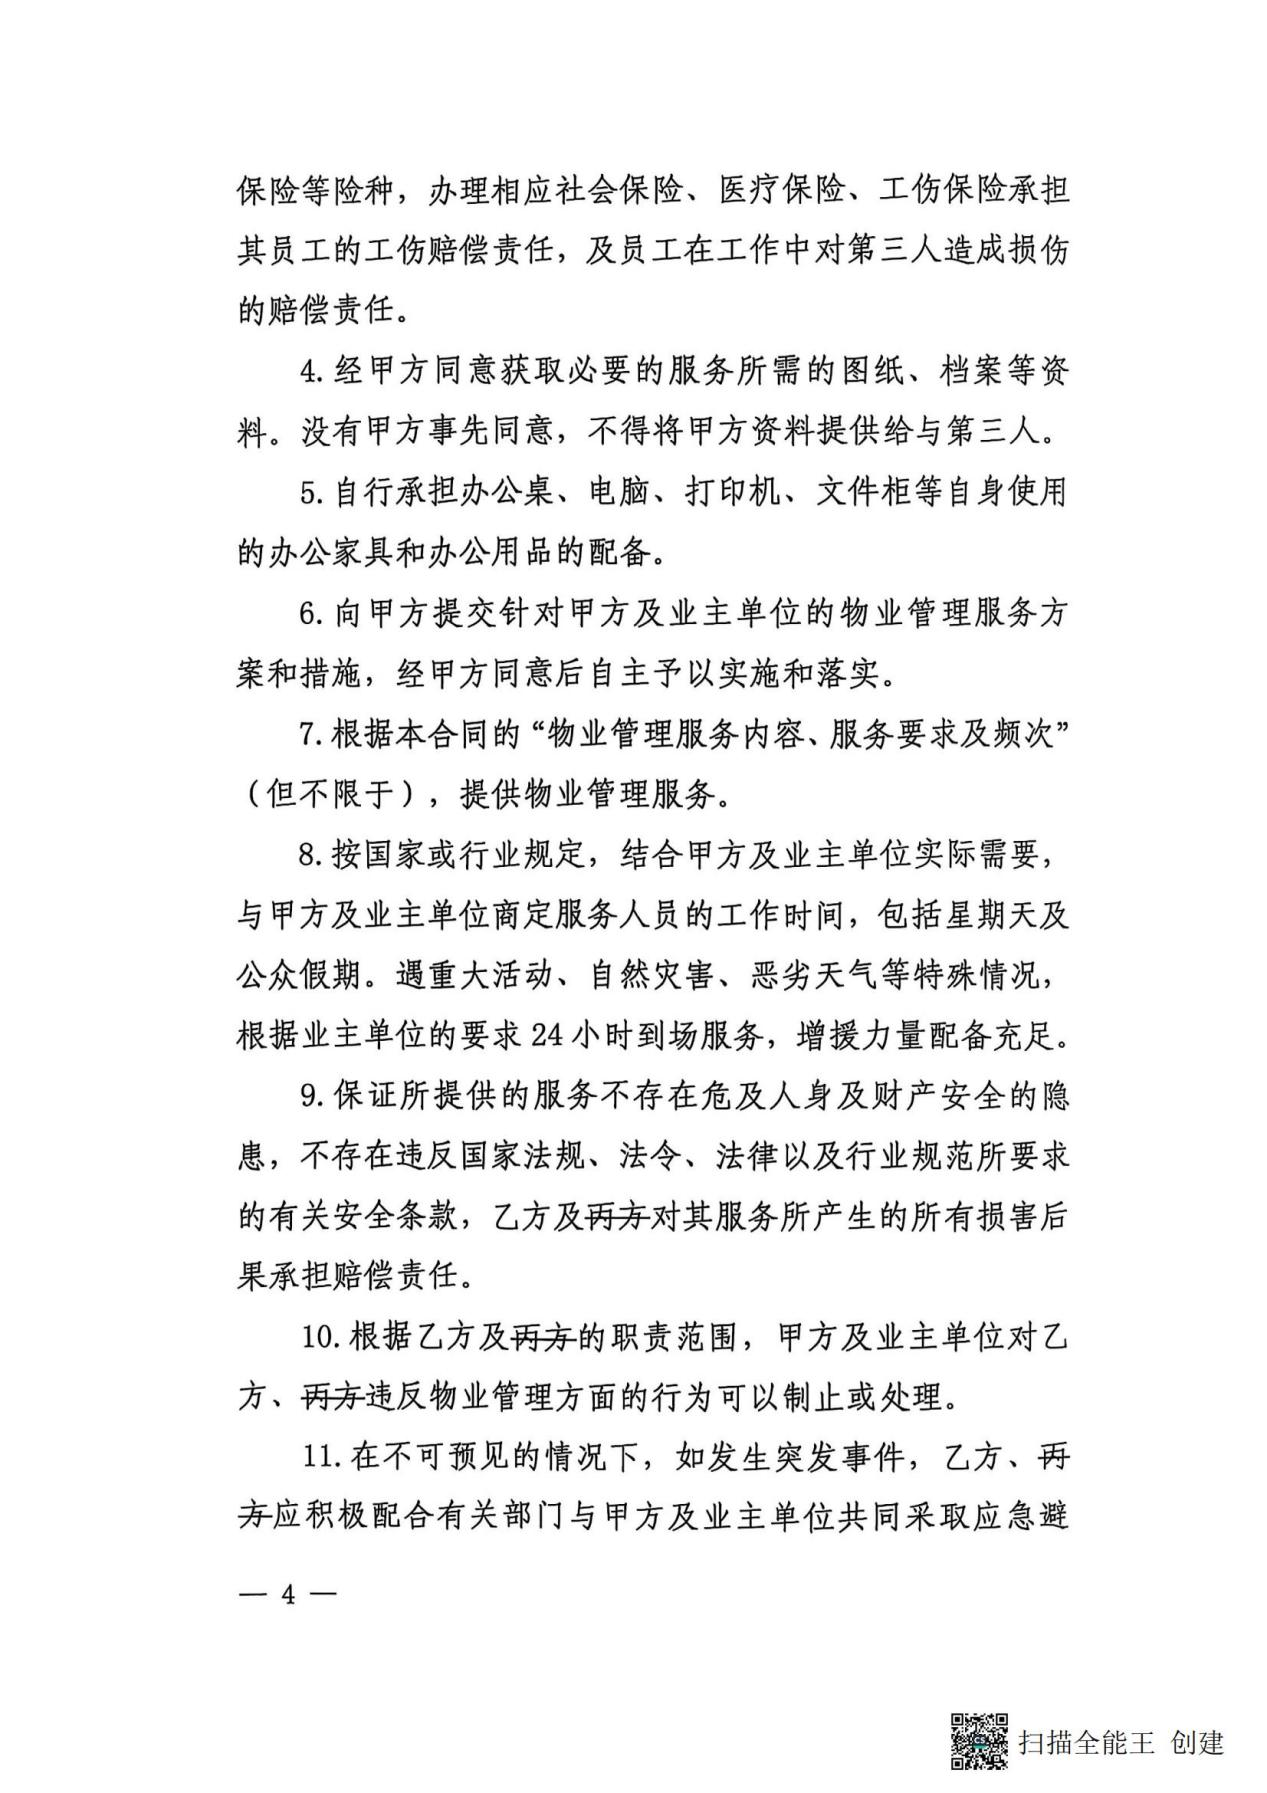 保险等险种，办理相应社会保险、医疗保险、工伤保险承担
其员工的工伤赔偿责任，及员工在工作中对第三人造成损伤
的赔偿责任。
4.经甲方同意获取必要的服务所需的图纸、档案等资
料。没有甲方事先同意，不得将甲方资料提供给与第三人。
5.自行承担办公桌、电脑、打印机、文件柜等自身使用
的办公家具和办公用品的配备。
6.向甲方提交针对甲方及业主单位的物业管理服务方
案和措施，经甲方同意后自主予以实施和落实。
7.根据本合同的“物业管理服务内容、服务要求及频次”
（但不限于），提供物业管理服务。
8.按国家或行业规定，结合甲方及业主单位实际需要，
与甲方及业主单位商定服务人员的工作时间，包括星期天及
公众假期。遇重大活动、自然灾害、恶劣天气等特殊情况，
根据业主单位的要求24小时到场服务，增援力量配备充足。
9.保证所提供的服务不存在危及人身及财产安全的隐
患，不存在违反国家法规、法令、法律以及行业规范所要求
的有关安全条款，乙方及丙方对其服务所产生的所有损害后
果承担赔偿责任。
10.根据乙方及丙方的职责范围，甲方及业主单位对乙
方、丙方违反物业管理方面的行为可以制止或处理。
11.在不可预见的情况下，如发生突发事件，乙方、丙
方应积极配合有关部门与甲方及业主单位共同采取应急避
— 4 —
扫描全能王 创建